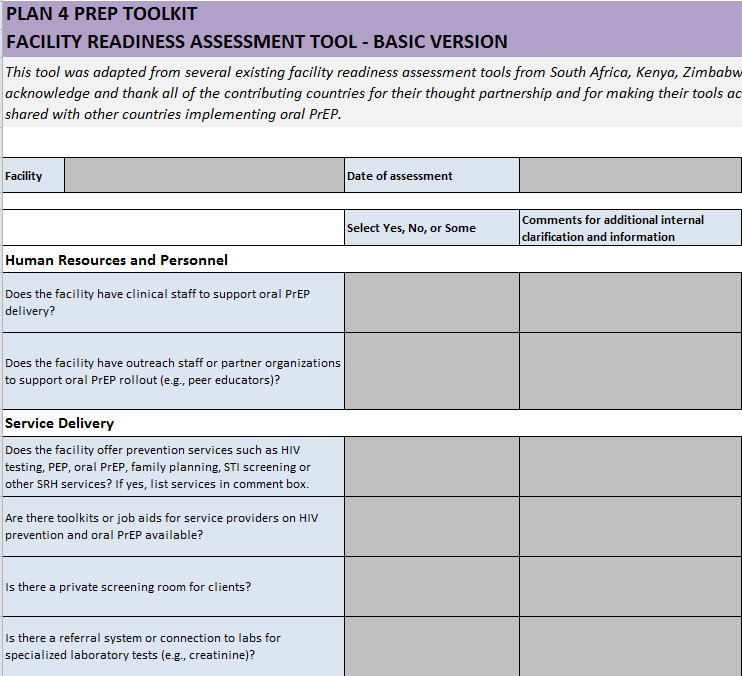 PLAN 4 PREP TOOLKIT
FACILITY READINESS ASSESSMENT TOOL - BASIC VERSION
This tool was adapted from several existing facility readiness assessment tools from South Africa, Kenya, Zimbabw
acknowledge and thank all of the contributing countries for their thought partnership and for making their tools ac
shared with other countries implementing oral PrEP.
Facility
Date of assessment
Select Yes, No, or Some
Comments for additional internal
clarification and information
Human Resources and Personnel
Does the facility have clinical staff to support oral PrEP
delivery?
Does the facility have outreach staff or partner organizations
to support oral PrEP rollout (e.g., peer educators)?
Service Delivery
Does the facility offer prevention services such as HIV
testing, PEP, oral PrEP, family planning, STI screening or
other SRH services? If yes, list services in comment box.
Are there toolkits or job aids for service providers on HIV
prevention and oral PrEP available?
Is there a private screening room for clients?
Is there a referral system or connection to labs for
specialized laboratory tests (e.g., creatinine)?